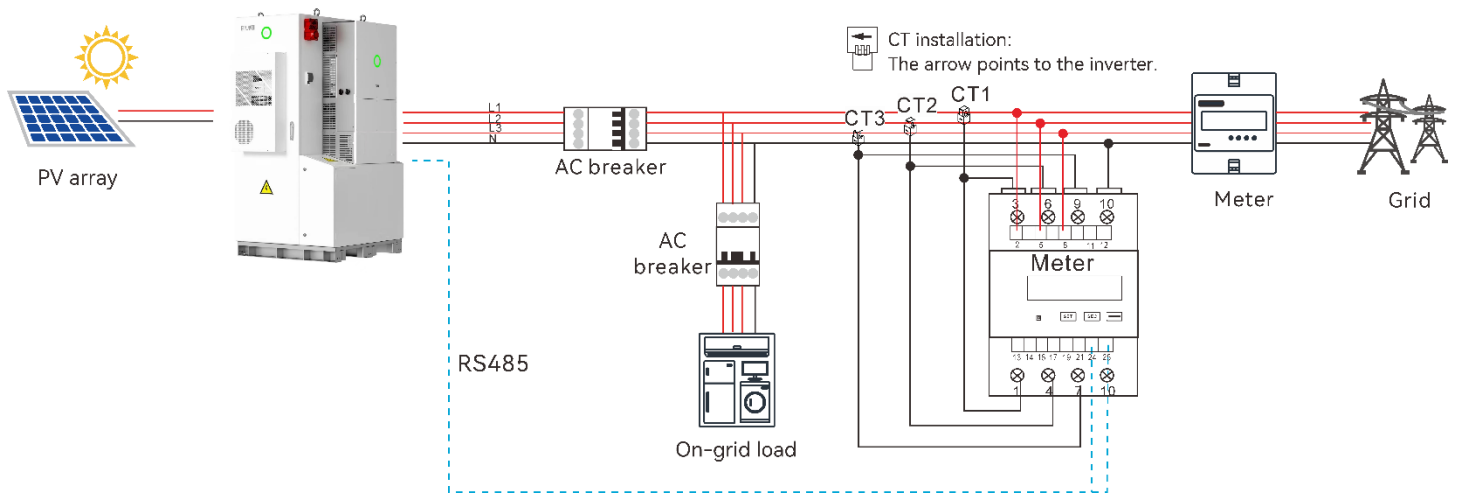 CT installation:
The arrow points to the inverter.
CT1
CT2
CT3
L1
L2
L3
N
AC breaker
PV array
Meter
Grid
3 6 9 10
2 5 8 11 12
AC
breaker
Meter
RS485
13 14 15 17 19 21 24 25
1 4 7 10
On-grid load